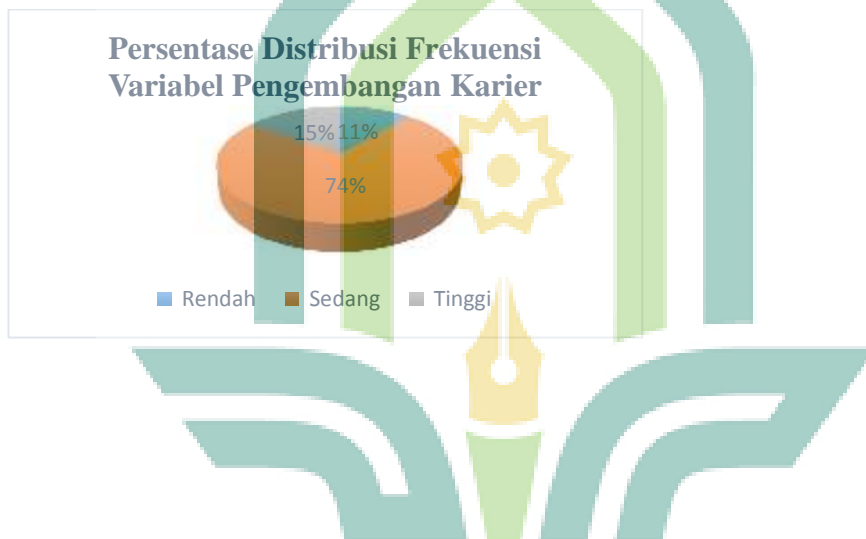 Persentase Distribusi Frekuensi
Variabel Pengembangan Karier
15% 11%
74%
Rendah Sedang Tinggi